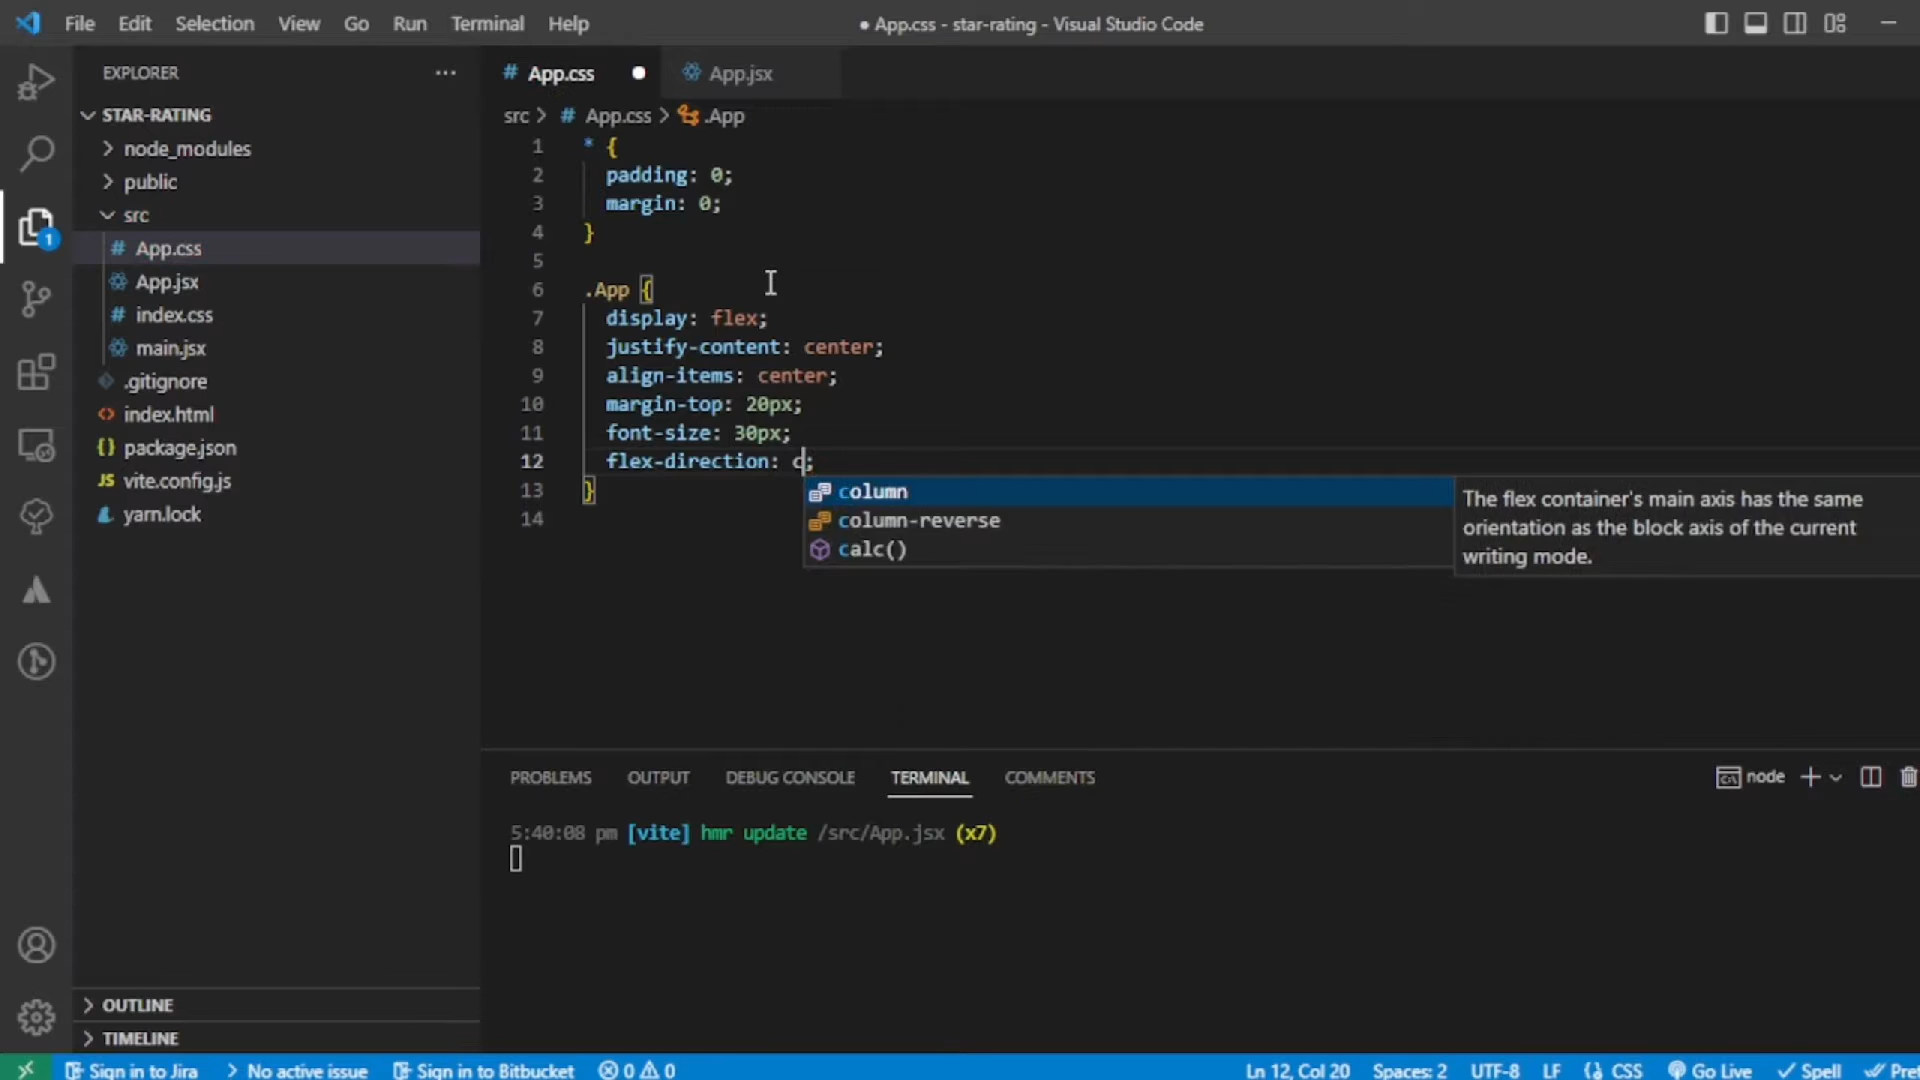 File Edit Selection View Go Run Terminal Help
● App.css - star-rating - Visual Studio Code
EXPLORER ···
# App.css ●
App.jsx
STAR-RATING
node_modules
public
src
# App.css
App.jsx
# index.css
main.jsx
.gitignore
<> index.html
{} package.json
JS vite.config.js
yarn.lock
1
src > # App.css > .App
1 * {
2 padding: 0;
3 margin: 0;
4 }
5
6 .App {
7 display: flex;
8 justify-content: center;
9 align-items: center;
10 margin-top: 20px;
11 font-size: 30px;
12 flex-direction: c;
13 }
14
column
column-reverse
calc()
The flex container's main axis has the same
orientation as the block axis of the current
writing mode.
PROBLEMS OUTPUT DEBUG CONSOLE TERMINAL COMMENTS
node
5:40:08 pm [vite] hmr update /src/App.jsx (x7)
OUTLINE
TIMELINE
Sign in to Jira No active issue Sign in to Bitbucket 0 0 Ln 12, Col 20 Spaces: 2 UTF-8 LF CSS Go Live Spell Pret